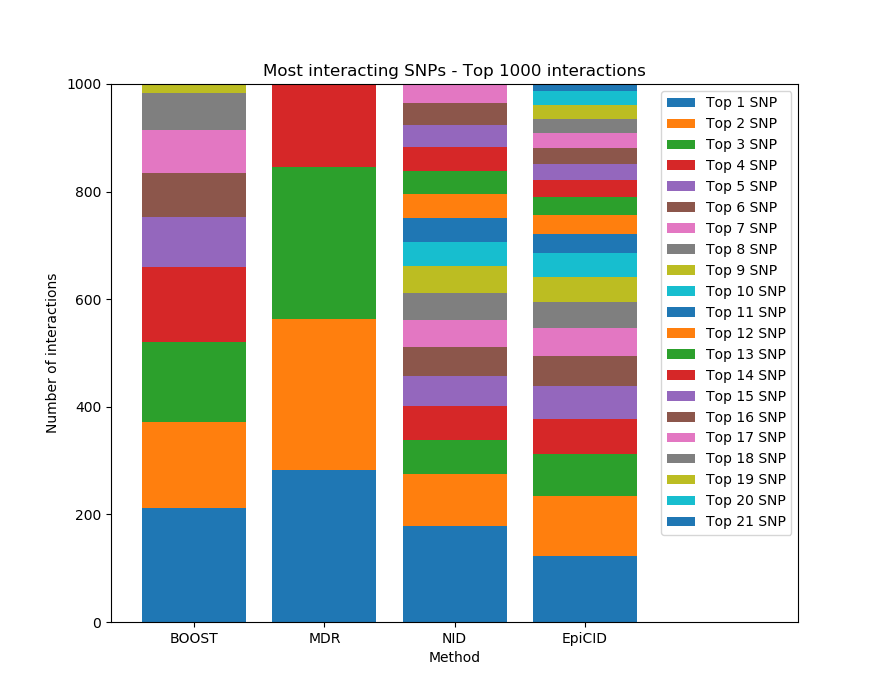 Most interacting SNPs - Top 1000 interactions
Number of interactions
1000
800
600
400
200
0
BOOST
MDR
NID
EpiCID
Method
Top 1 SNP
Top 2 SNP
Top 3 SNP
Top 4 SNP
Top 5 SNP
Top 6 SNP
Top 7 SNP
Top 8 SNP
Top 9 SNP
Top 10 SNP
Top 11 SNP
Top 12 SNP
Top 13 SNP
Top 14 SNP
Top 15 SNP
Top 16 SNP
Top 17 SNP
Top 18 SNP
Top 19 SNP
Top 20 SNP
Top 21 SNP